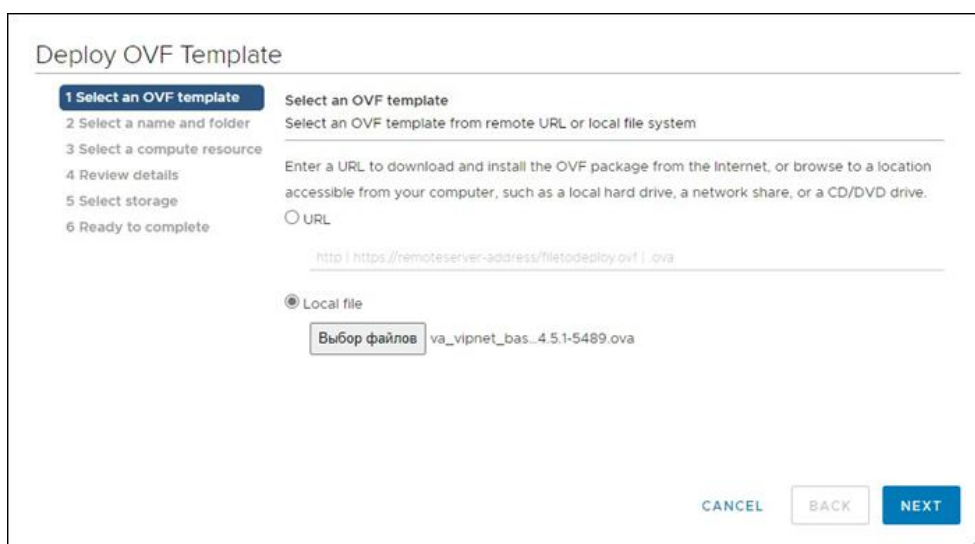 Deploy OVF Template
1 Select an OVF template
2 Select a name and folder
3 Select a compute resource
4 Review details
5 Select storage
6 Ready to complete
Select an OVF template
Select an OVF template from remote URL or local file system
Enter a URL to download and install the OVF package from the Internet, or browse to a location
accessible from your computer, such as a local hard drive, a network share, or a CD/DVD drive.
URL
http | https://remoteserver-address/filetodeploy.ovf | .ova
Local file
Выбор файлов va_vipnet_bas...4.5.1-5489.ova
CANCEL BACK NEXT